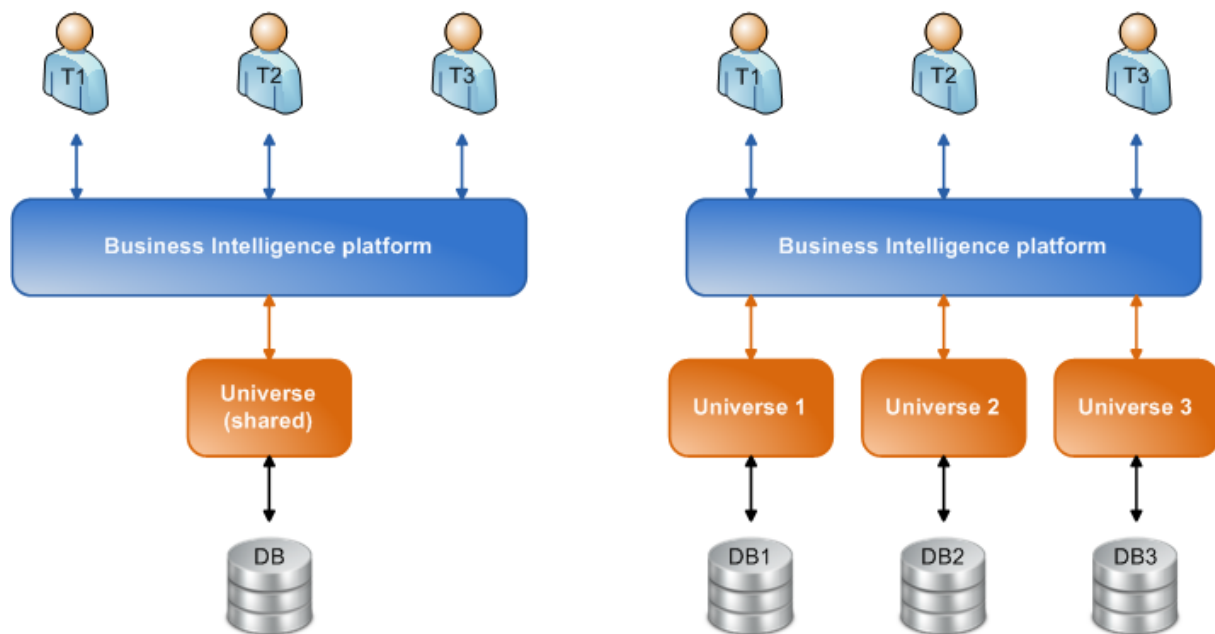 T1
T2
T3
T1
T2
T3
Business Intelligence platform
Business Intelligence platform
Universe
(shared)
Universe 1
Universe 2
Universe 3
DB
DB1
DB2
DB3